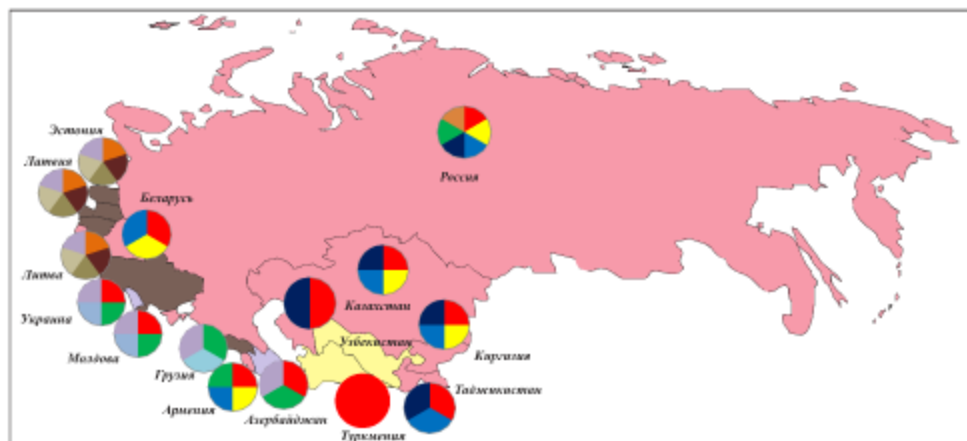 Эстония
Латвия
Россия
Беларусь
Литва
Казахстан
Украина
Узбекистан
Молдова
Киргизия
Грузия
Таджикистан
Армения
Азербайджан
Туркмения